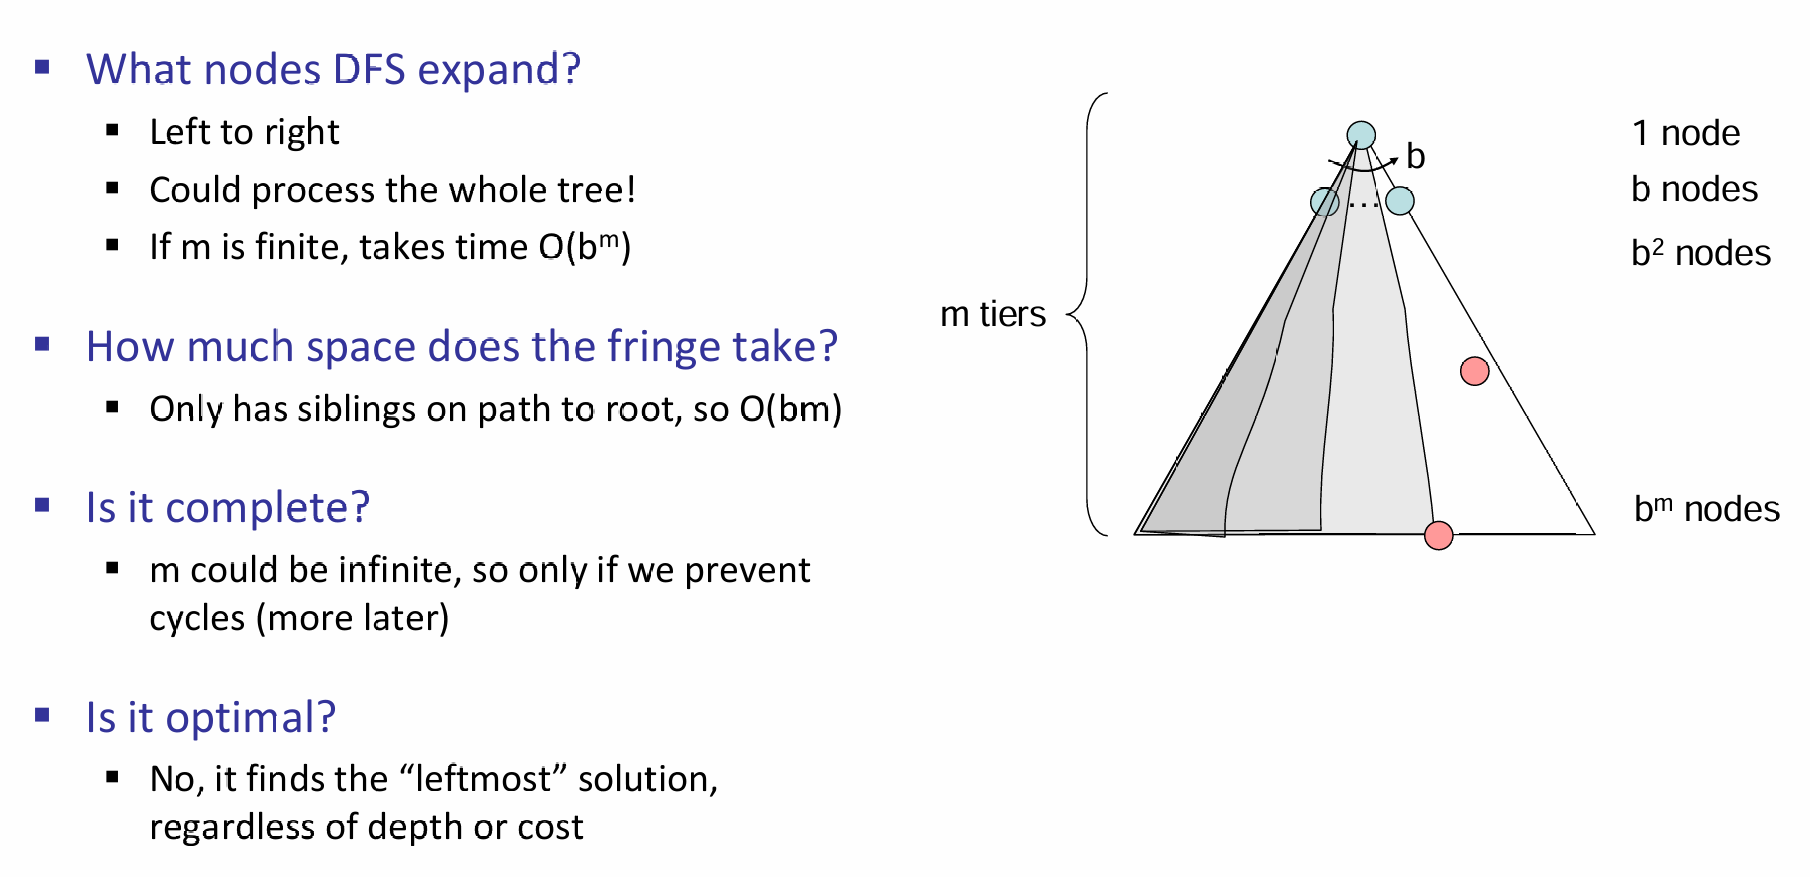 ▪ What nodes DFS expand?
▪ Left to right
▪ Could process the whole tree!
▪ If m is finite, takes time O(bᵐ)
▪ How much space does the fringe take?
▪ Only has siblings on path to root, so O(bm)
▪ Is it complete?
▪ m could be infinite, so only if we prevent
cycles (more later)
▪ Is it optimal?
▪ No, it finds the “leftmost” solution,
regardless of depth or cost
b
...
m tiers
1 node
b nodes
b² nodes
bᵐ nodes